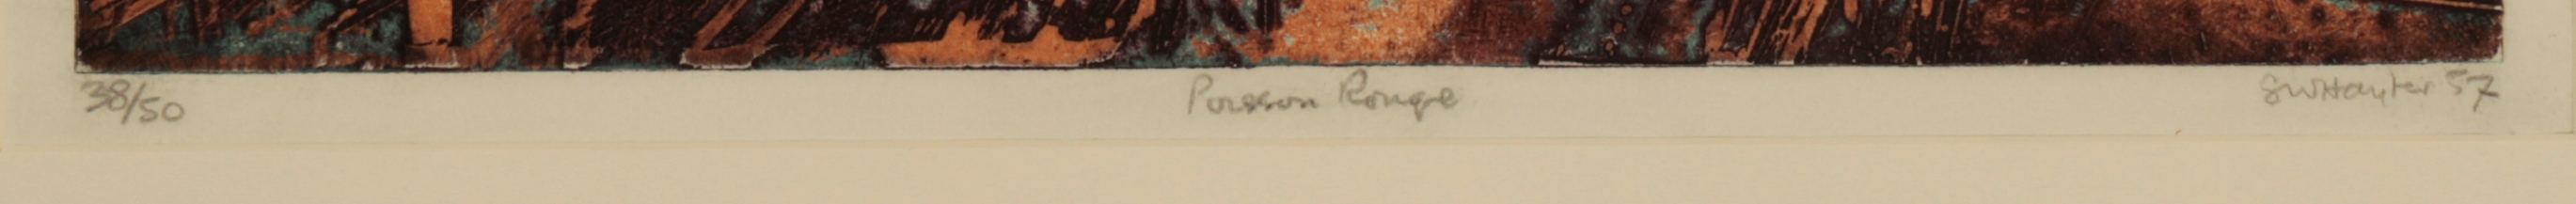 38/50 Poisson Rouge SWHayter 57